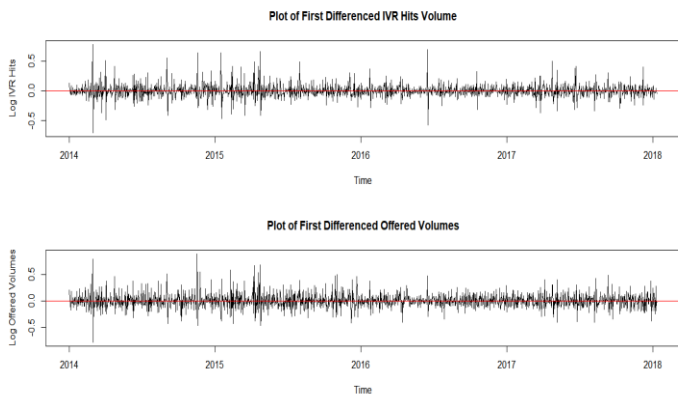 Plot of First Differenced IVR Hits Volume
Log IVR Hits
0.5
0.0
-0.5
2014 2015 2016 2017 2018
Time
Plot of First Differenced Offered Volumes
Log Offered Volumes
0.5
0.0
-0.5
2014 2015 2016 2017 2018
Time